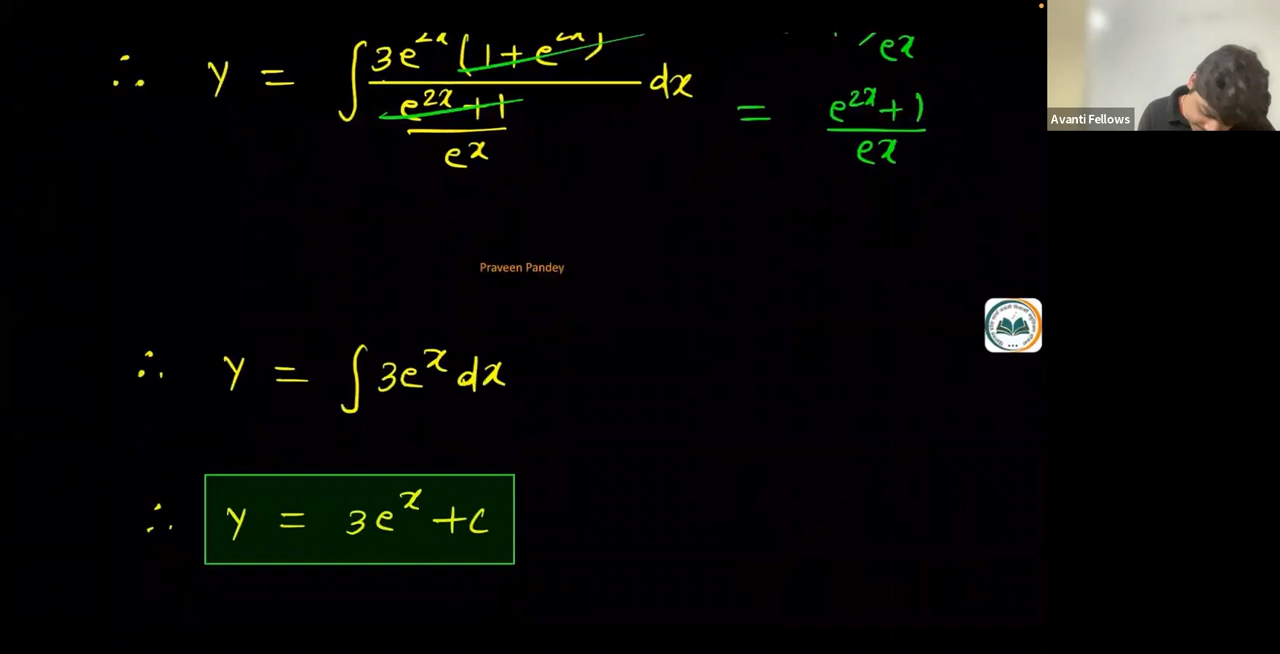 ∴ y = ∫ 3e^{2x} (1 + e^{2x}) / ((e^{2x} + 1) / e^x) dx
e^x
= (e^{2x} + 1) / e^x
Avanti Fellows
Praveen Pandey
∴ y = ∫ 3e^x dx
∴ y = 3e^x + c